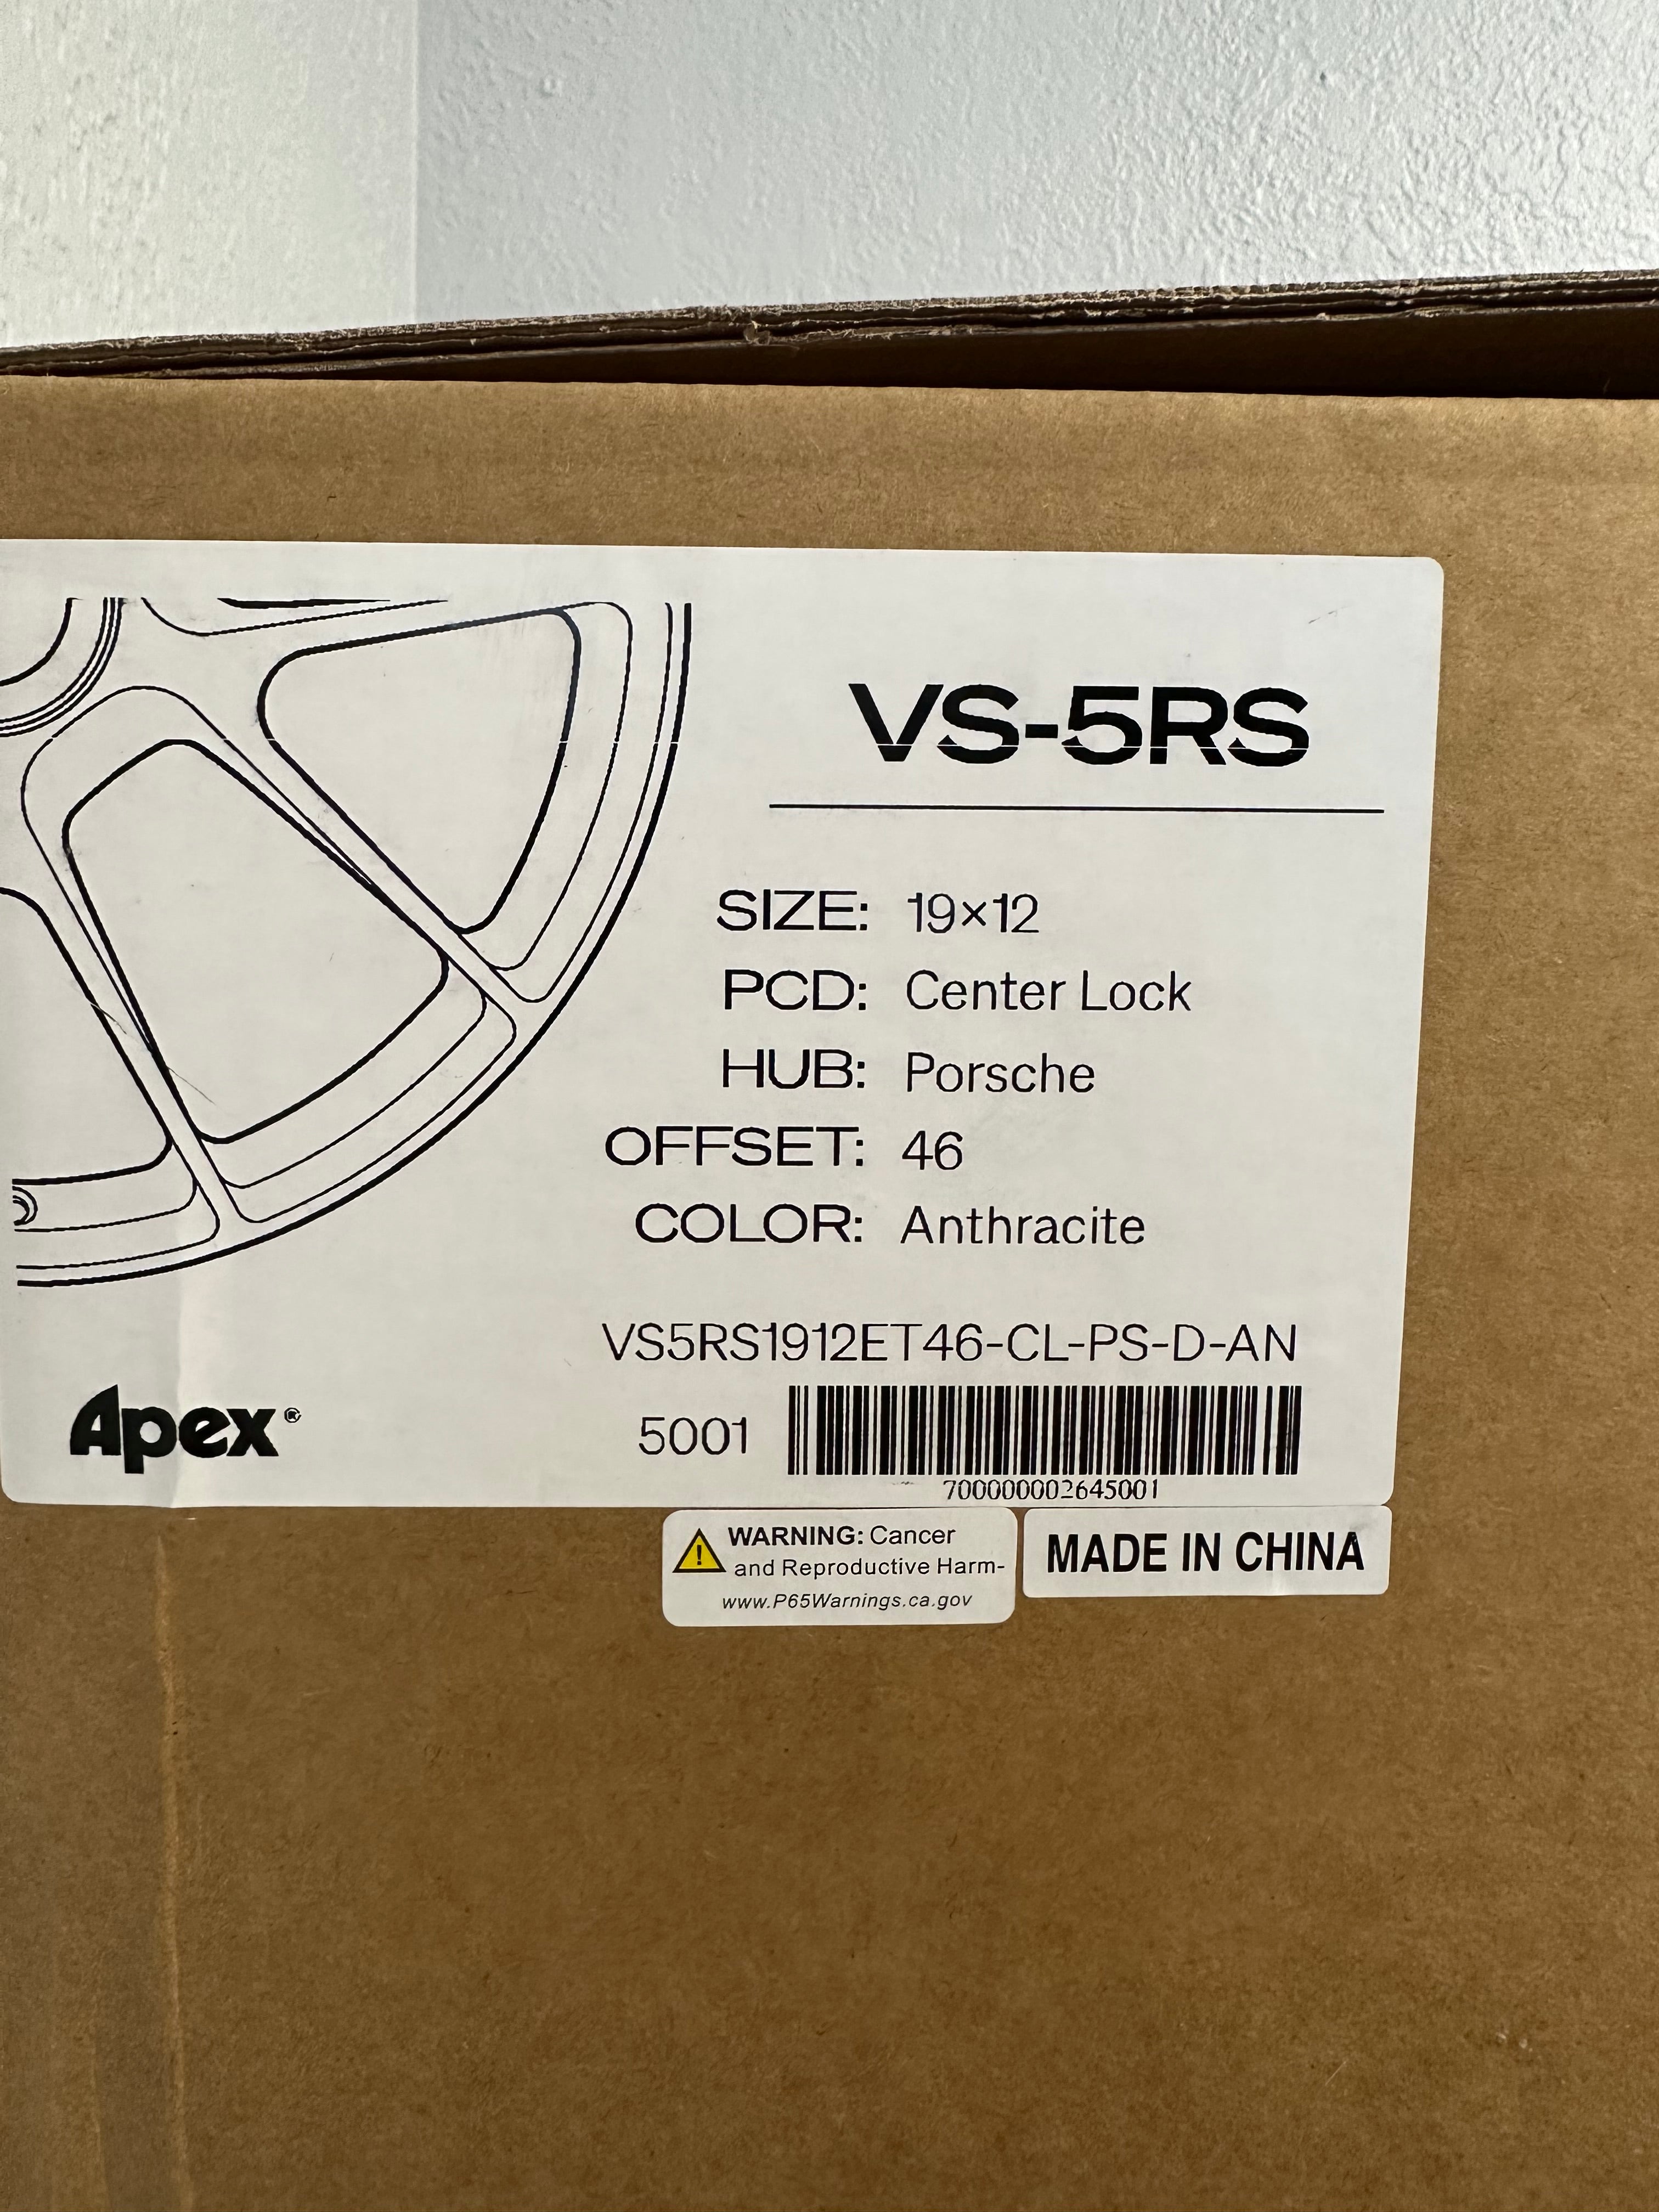 VS-5RS
SIZE: 19×12
PCD: Center Lock
HUB: Porsche
OFFSET: 46
COLOR: Anthracite
VS5RS1912ET46-CL-PS-D-AN
Apex®
5001
700000002645001
WARNING: Cancer
and Reproductive Harm-
www.P65Warnings.ca.gov
MADE IN CHINA